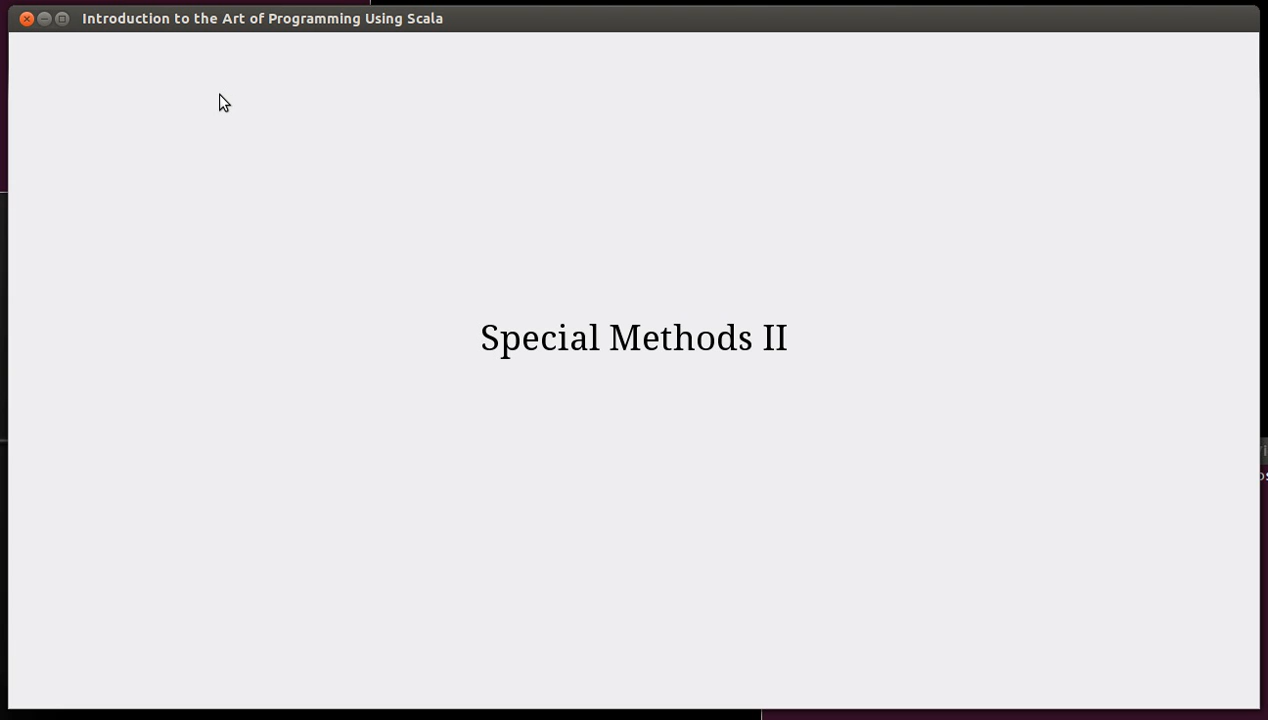 Introduction to the Art of Programming Using Scala
Special Methods II